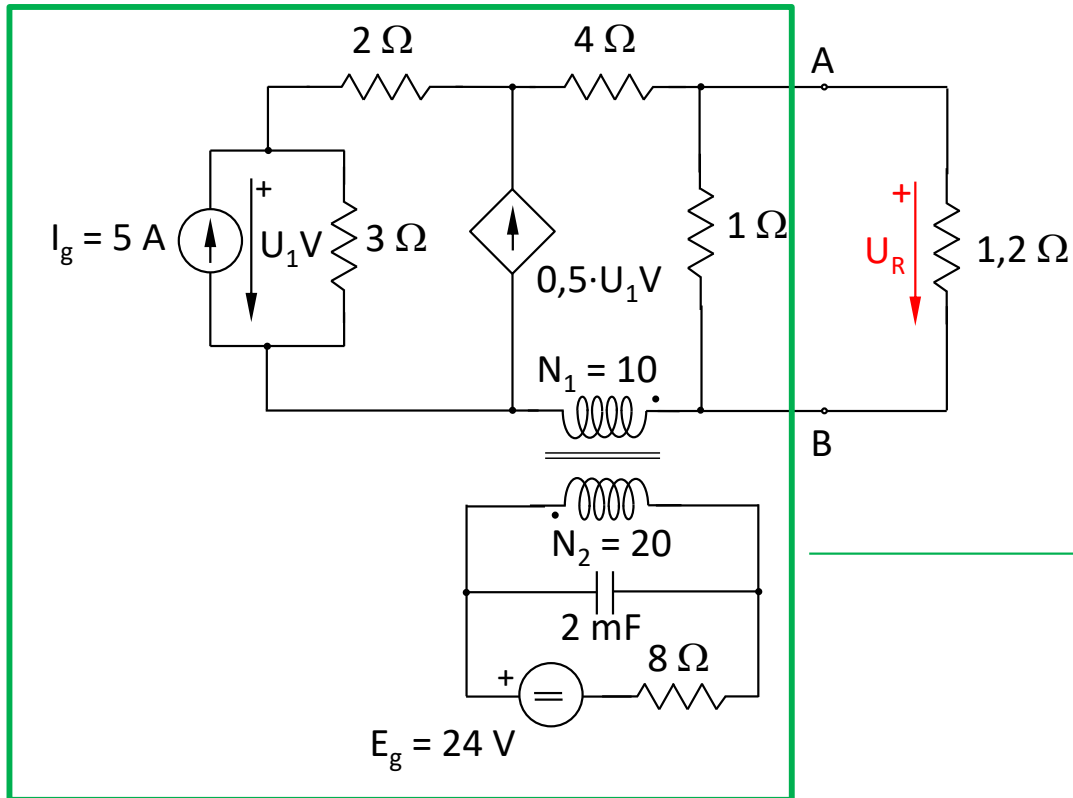 2 Ω
4 Ω
A
+
I_g = 5 A
U_1V
3 Ω
0,5·U_1V
1 Ω
+
U_R
1,2 Ω
N_1 = 10
B
N_2 = 20
2 mF
8 Ω
+
=
E_g = 24 V